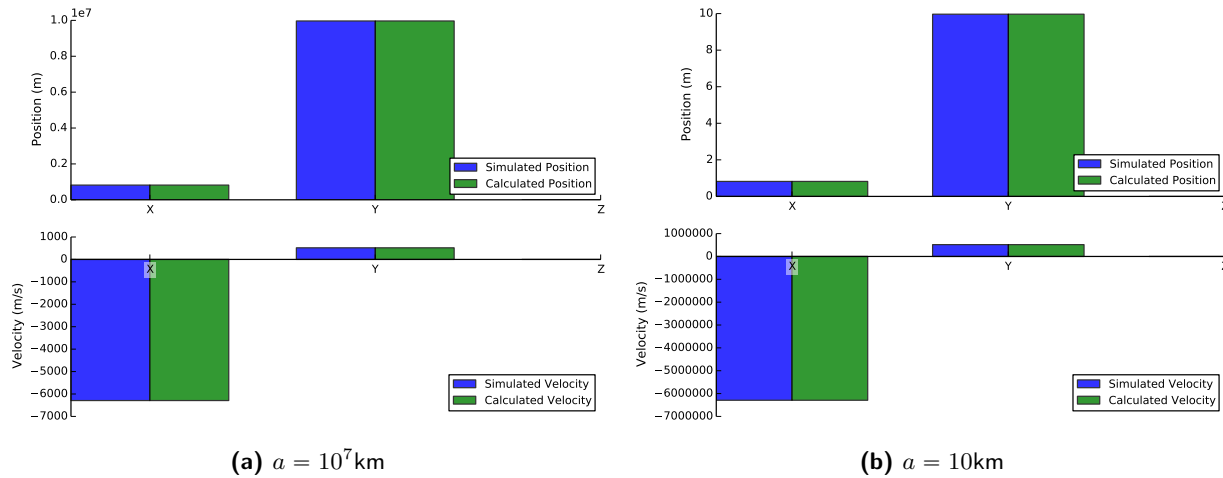 1.0 1e7
0.8
0.6
0.4
0.2
0.0
Position (m)
X Y Z
Simulated Position
Calculated Position
1000
0
−1000
−2000
−3000
−4000
−5000
−6000
−7000
Velocity (m/s)
X Y Z
Simulated Velocity
Calculated Velocity
(a) a = 10⁷km
10
8
6
4
2
0
Position (m)
X Y
Simulated Position
Calculated Position
1000000
0
−1000000
−2000000
−3000000
−4000000
−5000000
−6000000
−7000000
Velocity (m/s)
X Y
Simulated Velocity
Calculated Velocity
(b) a = 10km